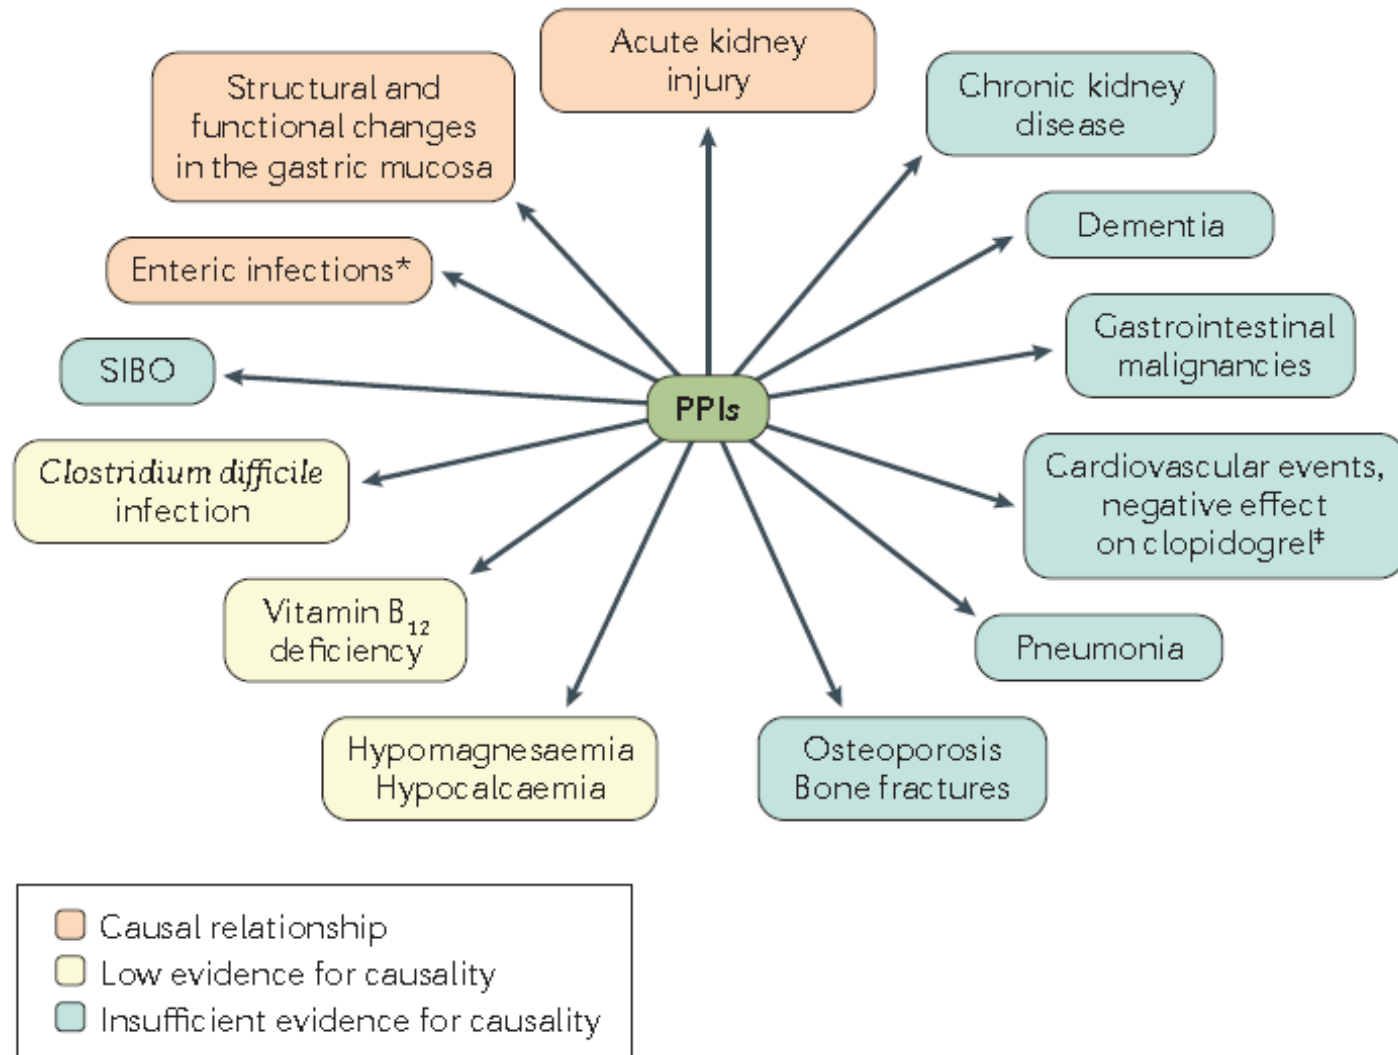 Acute kidney
injury
Structural and
functional changes
in the gastric mucosa
Chronic kidney
disease
Dementia
Enteric infections*
Gastrointestinal
malignancies
SIBO
PPIs
Clostridium difficile
infection
Cardiovascular events,
negative effect
on clopidogrel‡
Vitamin B₁₂
deficiency
Pneumonia
Hypomagnesaemia
Hypocalcaemia
Osteoporosis
Bone fractures
Causal relationship
Low evidence for causality
Insufficient evidence for causality